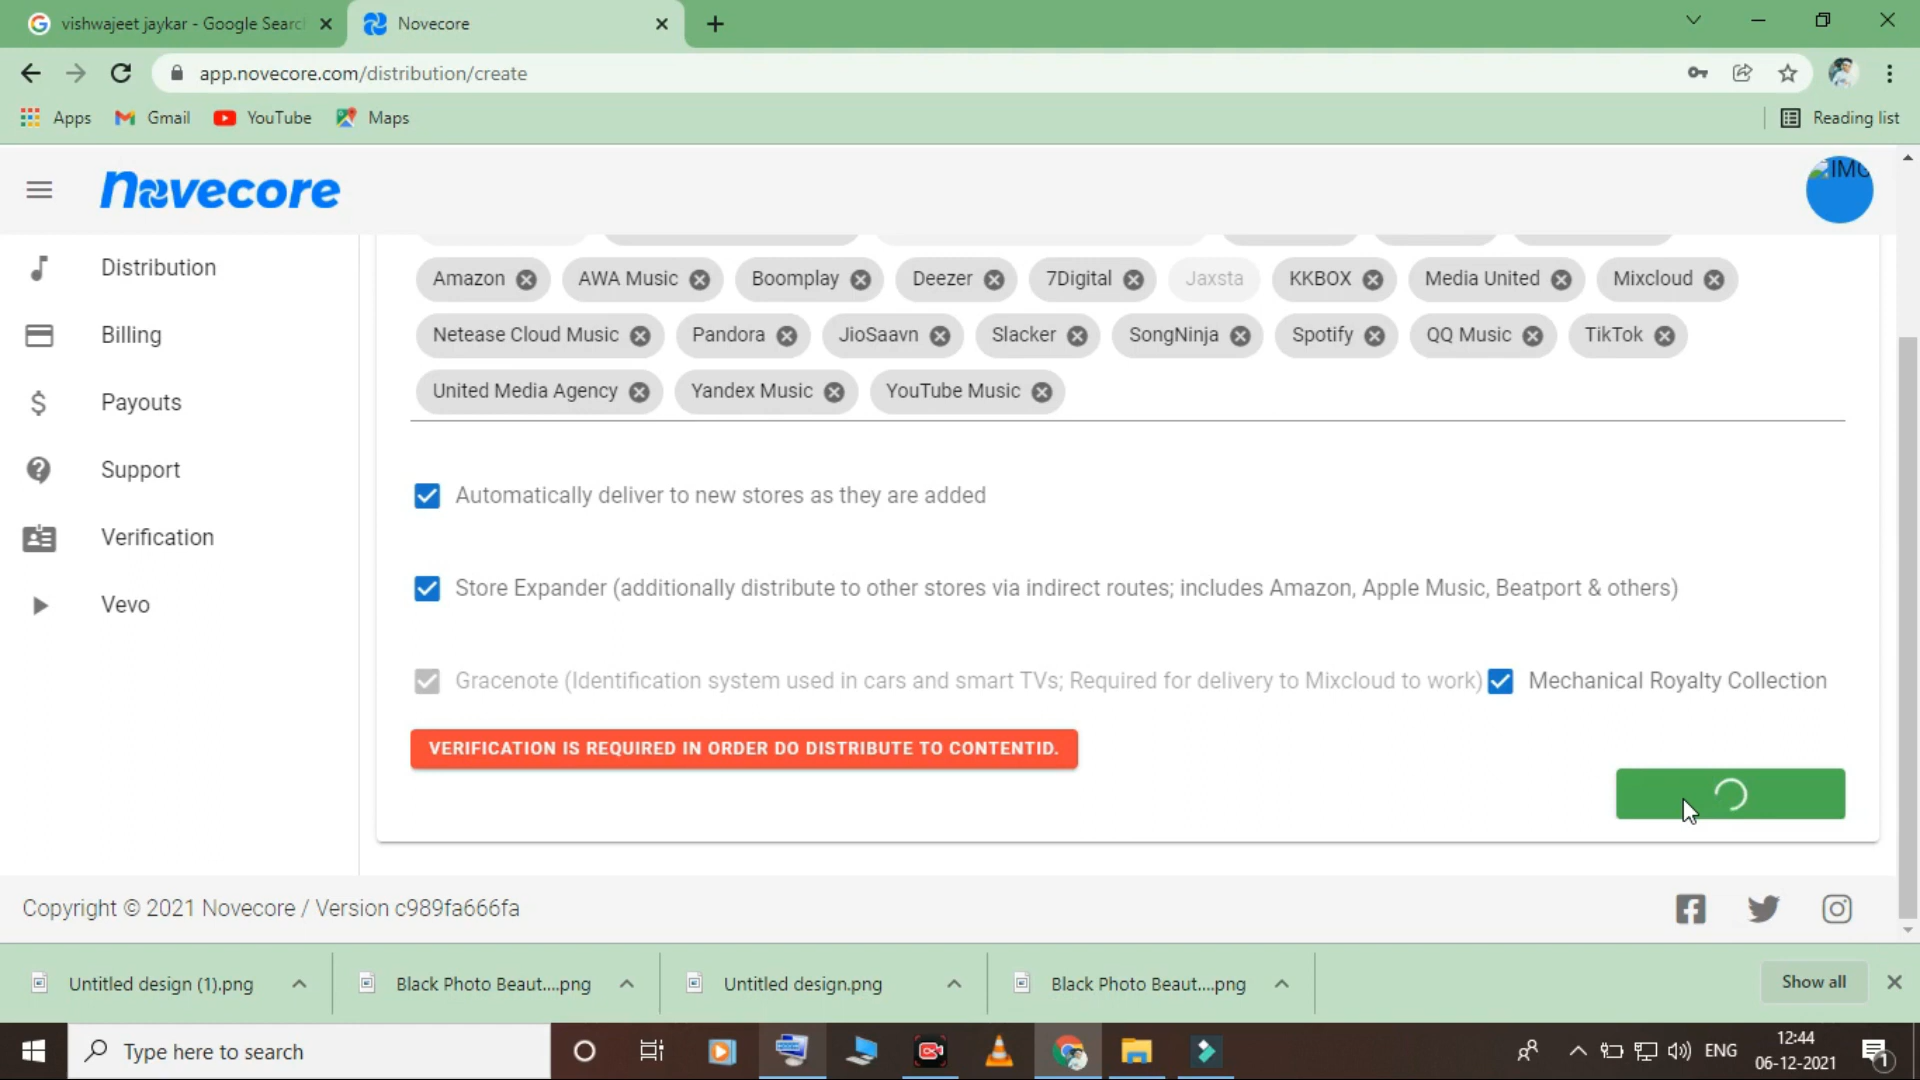 vishwajeet jaykar - Google Searc
Novecore
app.novecore.com/distribution/create
Apps Gmail YouTube Maps Reading list
Novecore IMG
Distribution
Billing
Payouts
Support
Verification
Vevo
Amazon AWA Music Boomplay Deezer 7Digital Jaxsta KKBOX Media United Mixcloud
Netease Cloud Music Pandora JioSaavn Slacker SongNinja Spotify QQ Music TikTok
United Media Agency Yandex Music YouTube Music
Automatically deliver to new stores as they are added
Store Expander (additionally distribute to other stores via indirect routes; includes Amazon, Apple Music, Beatport & others)
Gracenote (Identification system used in cars and smart TVs; Required for delivery to Mixcloud to work) Mechanical Royalty Collection
VERIFICATION IS REQUIRED IN ORDER DO DISTRIBUTE TO CONTENTID.
Copyright © 2021 Novecore / Version c989fa666fa
Untitled design (1).png Black Photo Beaut....png Untitled design.png Black Photo Beaut....png Show all
Type here to search ENG 12:44
06-12-2021 1